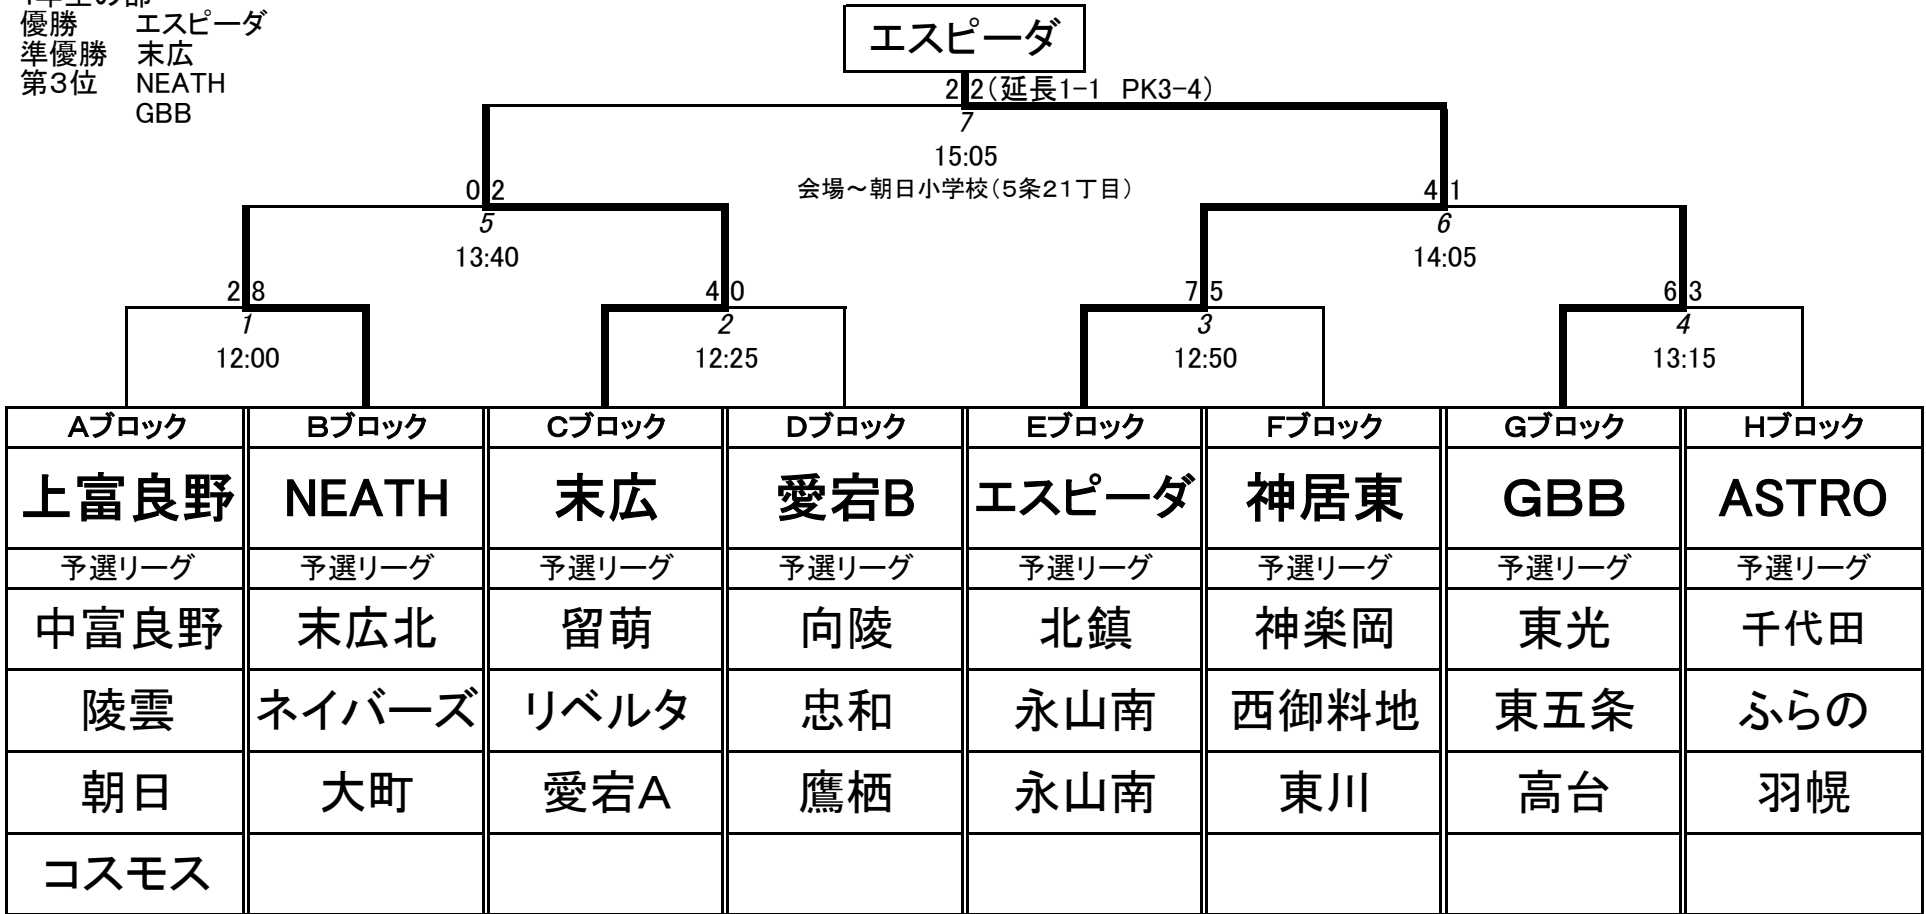 優勝 エスピーダ
準優勝 末広
第3位 NEATH
GBB
エスピーダ
2 2(延長1-1 PK3-4)
7
15:05
会場～朝日小学校(5条21丁目)
0 2
4 1
5
6
13:40
14:05
2 8
4 0
7 5
6 3
1
2
3
4
12:00
12:25
12:50
13:15
Aブロック Bブロック Cブロック Dブロック Eブロック Fブロック Gブロック Hブロック
上富良野 NEATH 末広 愛宕B エスピーダ 神居東 GBB ASTRO
予選リーグ 予選リーグ 予選リーグ 予選リーグ 予選リーグ 予選リーグ 予選リーグ 予選リーグ
中富良野 末広北 留萌 向陵 北鎮 神楽岡 東光 千代田
陵雲 ネイバーズ リベルタ 忠和 永山南 西御料地 東五条 ふらの
朝日 大町 愛宕A 鷹栖 永山南 東川 高台 羽幌
コスモス